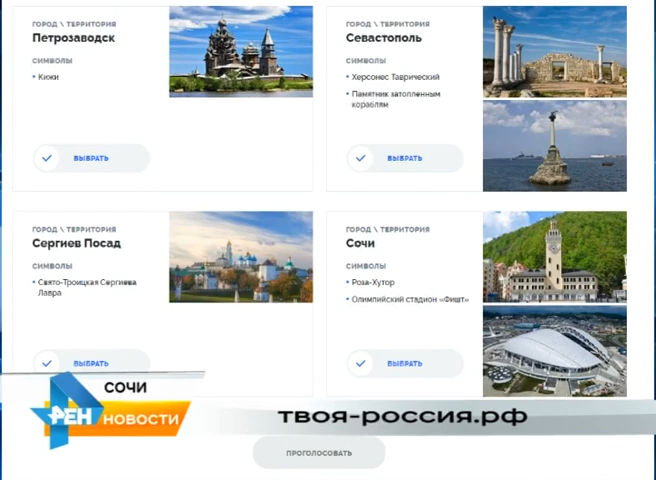 ГОРОД \ ТЕРРИТОРИЯ
Петрозаводск
СИМВОЛЫ
• Кижи
ВЫБРАТЬ
ГОРОД \ ТЕРРИТОРИЯ
Севастополь
СИМВОЛЫ
• Херсонес Таврический
• Памятник затопленным
кораблям
ВЫБРАТЬ
ГОРОД \ ТЕРРИТОРИЯ
Сергиев Посад
СИМВОЛЫ
• Свято-Троицкая Сергиева
Лавра
ВЫБРАТЬ
ГОРОД \ ТЕРРИТОРИЯ
Сочи
СИМВОЛЫ
• Роза-Хутор
• Олимпийский стадион «Фишт»
ВЫБРАТЬ
СОЧИ
РЕН НОВОСТИ
твоя-россия.рф
ПРОГОЛОСОВАТЬ